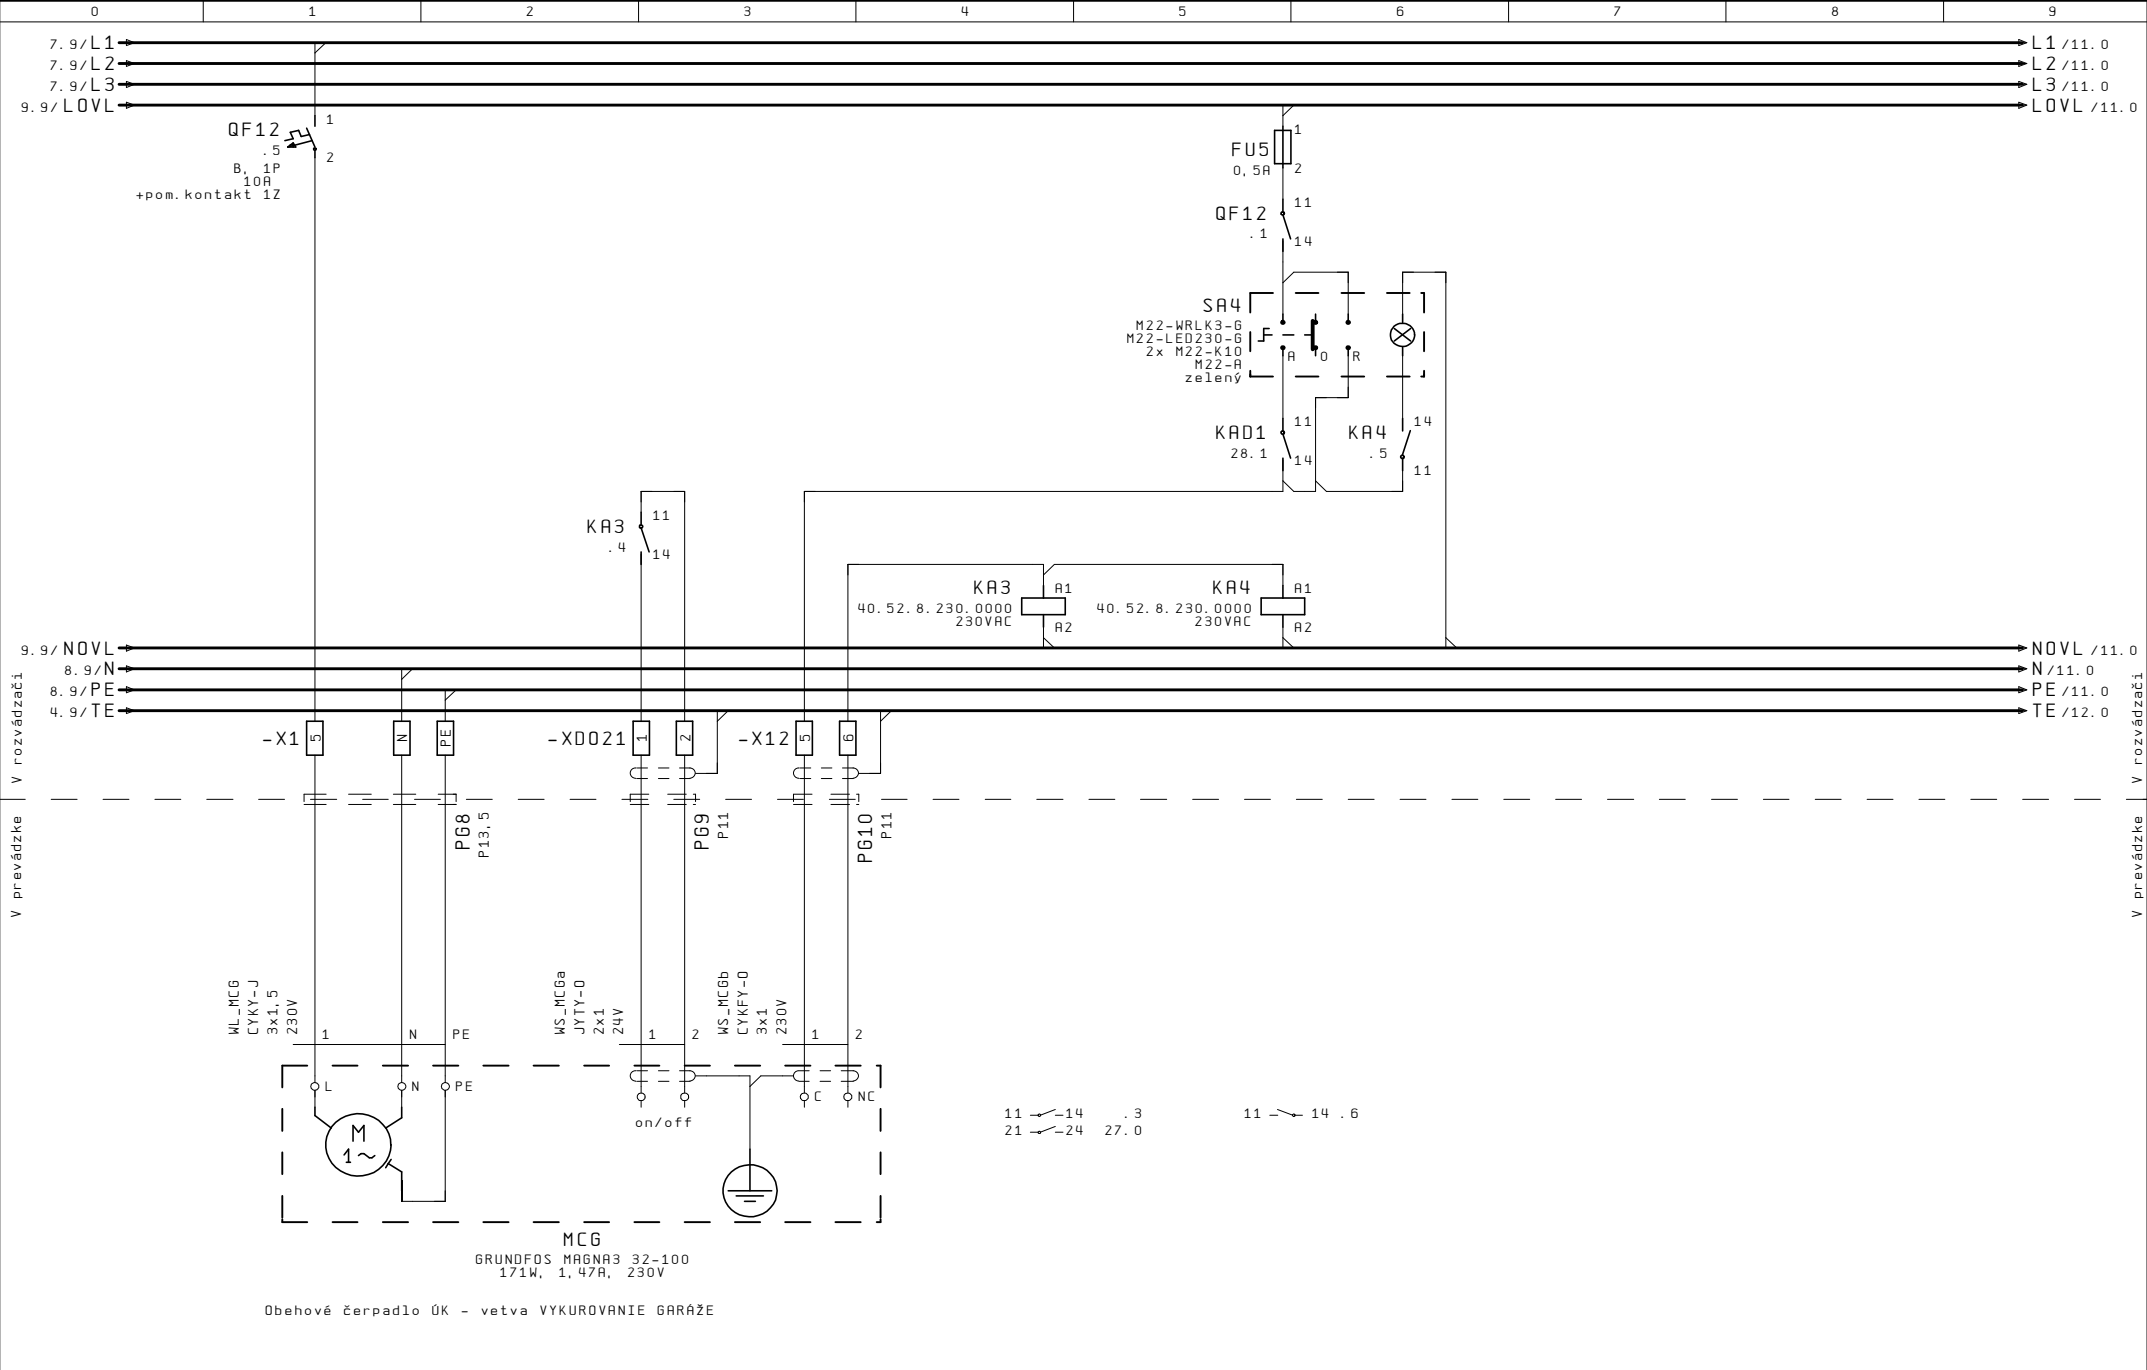 0 1 2 3 4 5 6 7 8 9
7.9/L1 L1/11.0
7.9/L2 L2/11.0
7.9/L3 L3/11.0
9.9/LOVL LOVL/11.0
QF12
.5
B, 1P
10A
+pom.kontakt 1Z
1
2
FU5
0,5A
1
2
QF12
.1
11
14
SA4
M22-WRLK3-G
M22-LED230-G
2x M22-K10
M22-A
zelený
A O R
KAD1
28.1
11
14
KA4
.5
14
11
KA3
.4
11
14
KA3
40.52.8.230.0000
230VAC
A1
A2
KA4
40.52.8.230.0000
230VAC
A1
A2
9.9/NOVL NOVL/11.0
8.9/N N/11.0
8.9/PE PE/11.0
4.9/TE TE/12.0
V rozvádzači
V rozvádzači
-X1 5 N PE
-XDO21 1 2
-X12 5 6
V prevádzke
V prevádzke
PG8
P13,5
PG9
P11
PG10
P11
WL_MCG
CYKY-J
3x1,5
230V
1 N PE
WS_MCGa
JYTY-O
2x1
24V
1 2
WS_MCGb
CYKFY-O
3x1
230V
1 2
L N PE
C NC
on/off
M
1~
11 14 .3
21 24 27.0
11 14 .6
MCG
GRUNDFOS MAGNA3 32-100
171W, 1,47A, 230V
Obehové čerpadlo ÚK - vetva VYKUROVANIE GARÁŽE